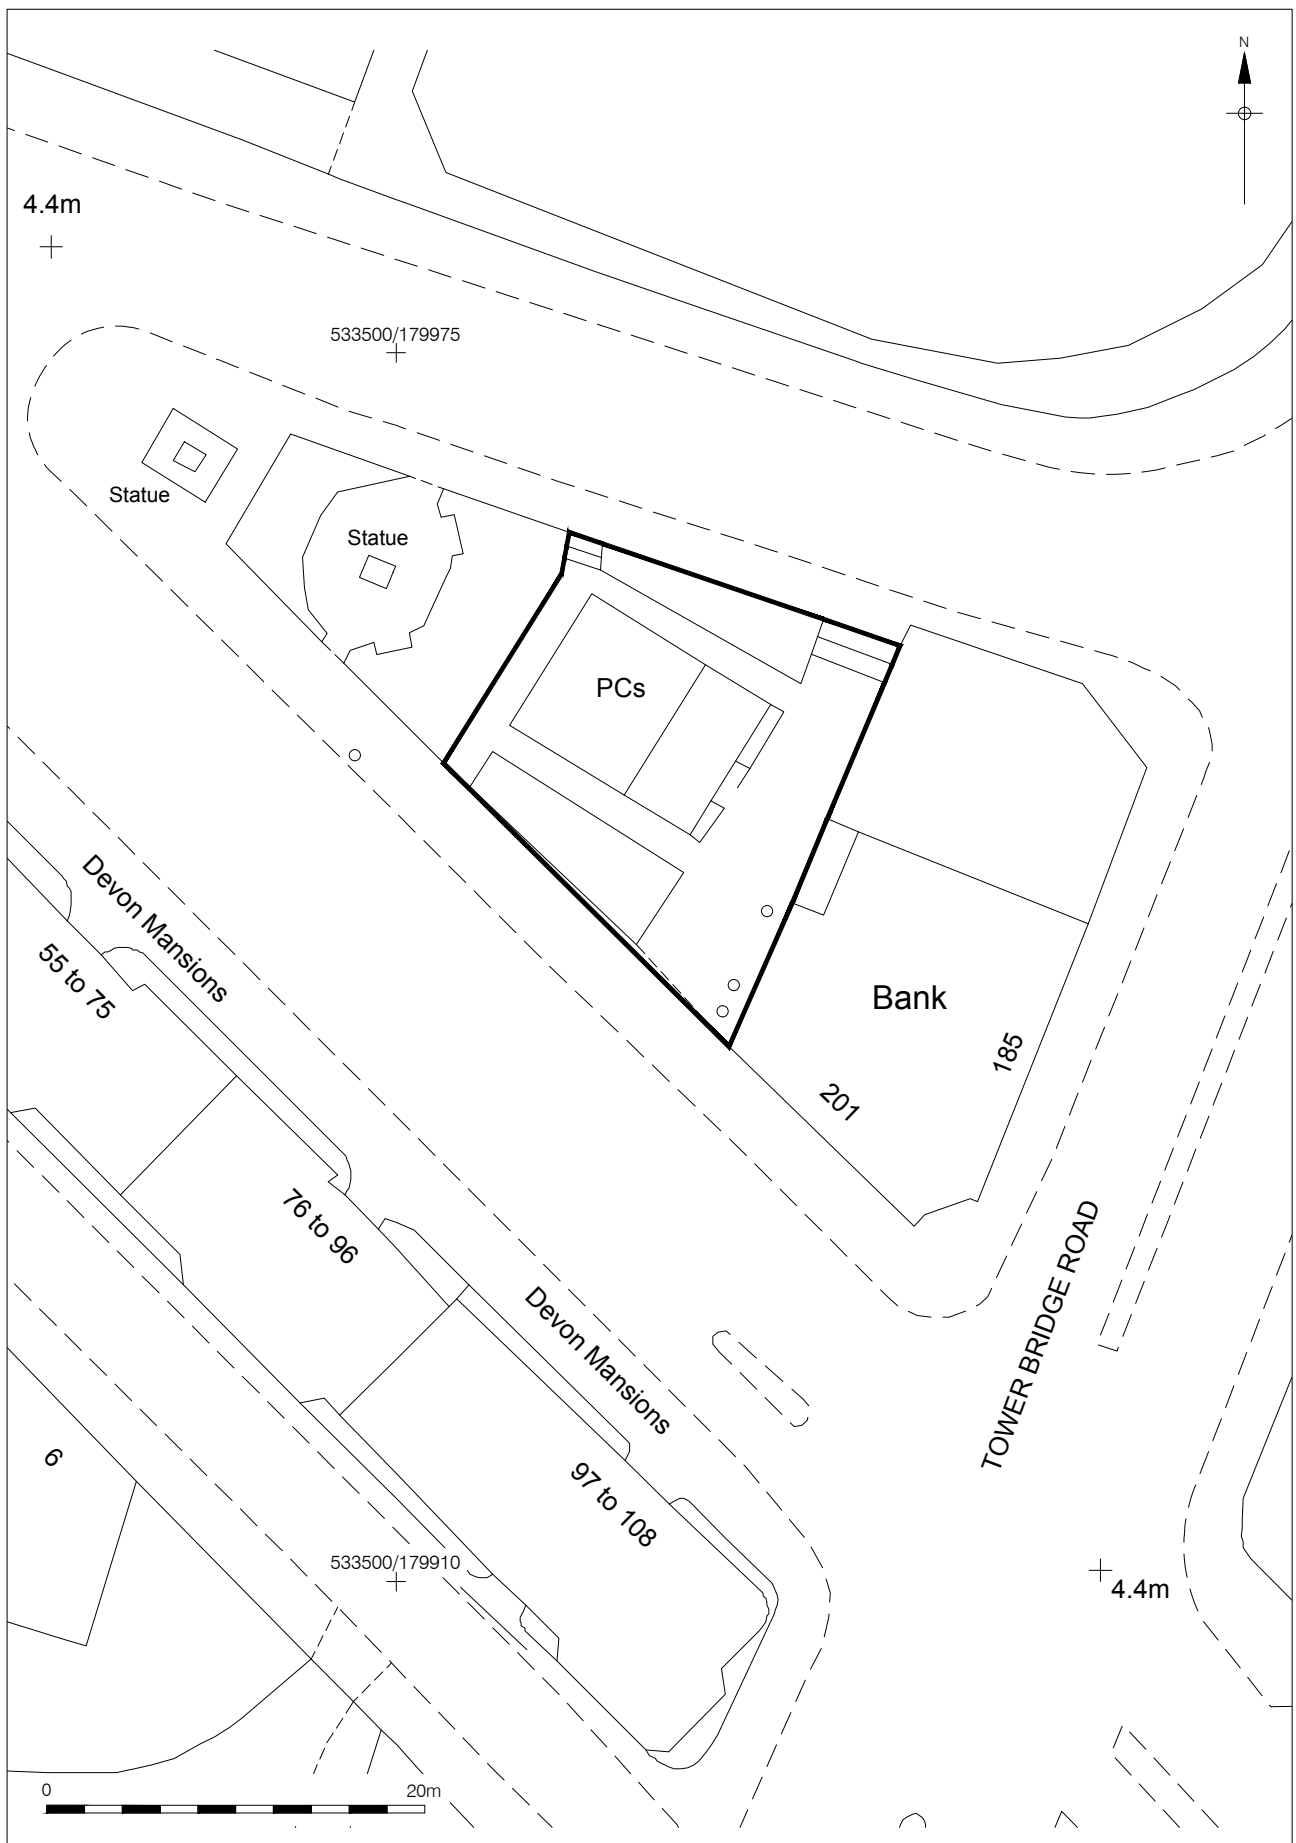 N
4.4m
533500/179975
Statue
Statue
PCs
Devon Mansions
55 to 75
Bank
185
201
76 to 96
Devon Mansions
TOWER BRIDGE ROAD
6
97 to 108
533500/179910
4.4m
0 20m